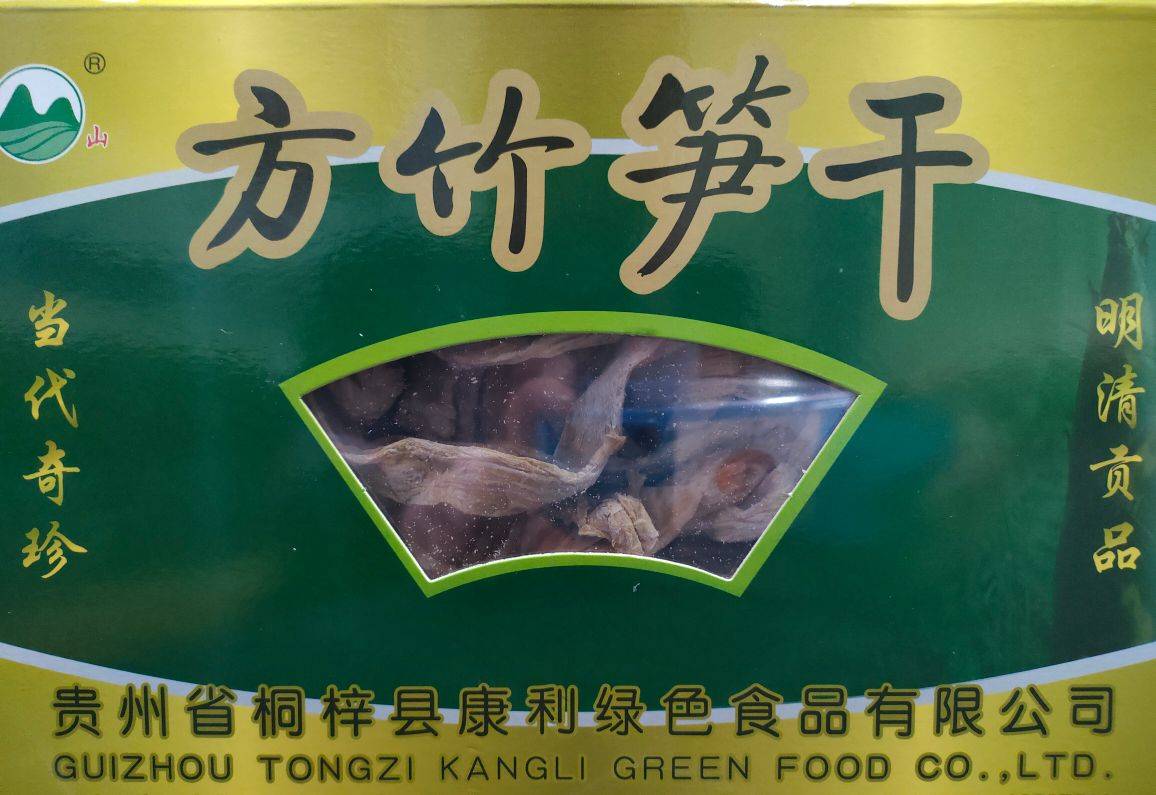 ®
山
方竹笋干
明清贡品
当代奇珍
贵州省桐梓县康利绿色食品有限公司
GUIZHOU TONGZI KANGLI GREEN FOOD CO.,LTD.